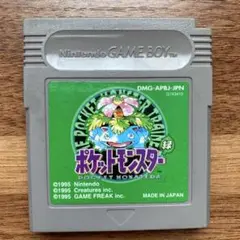 Nintendo GAME BOY™
DMG-APBJ-JPN
ポケットモンスター
緑
POCKET MONSTERS
©1995 Nintendo
©1995 Creatures inc.
©1995 GAME FREAK inc.
MADE IN JAPAN